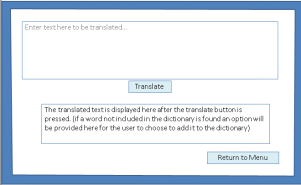 Enter text here to be translated...
Translate
The translated text is displayed here after the translate button is
pressed. (if a word not included in the dictionary is found an option will
be provided here for the user to choose to add it to the dictionary)
Return to Menu